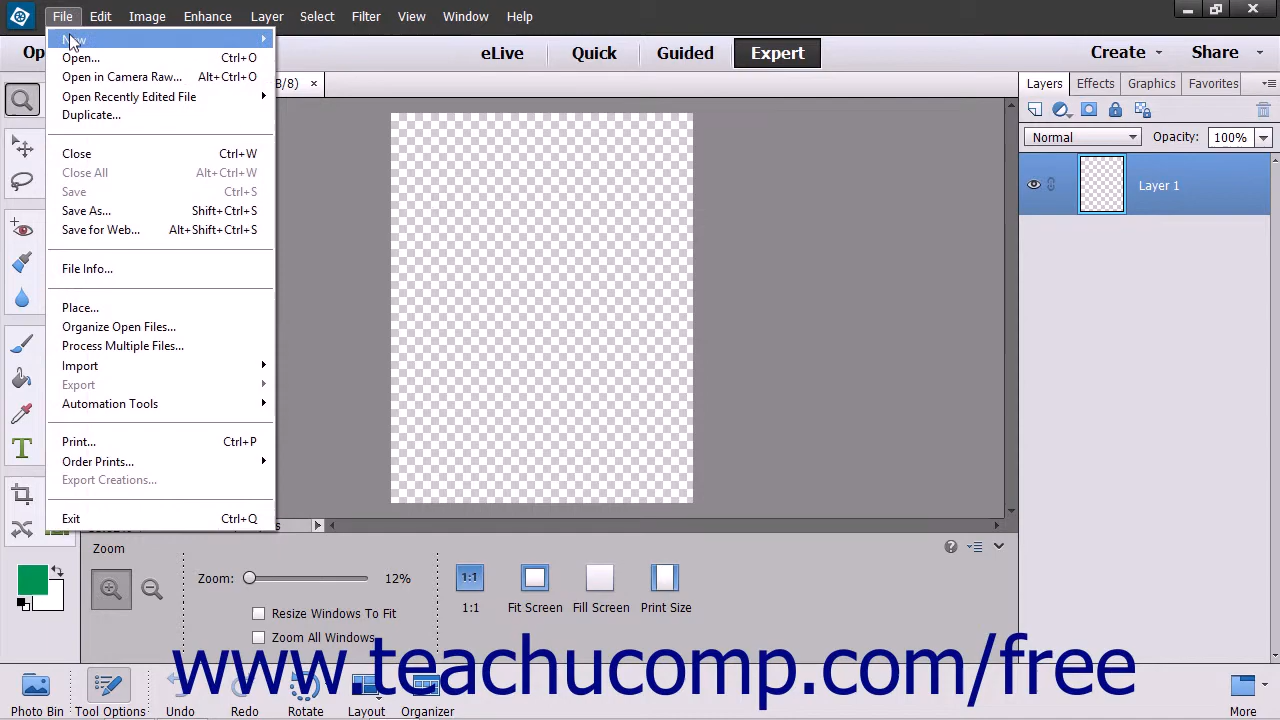 File Edit Image Enhance Layer Select Filter View Window Help
New
Open... Ctrl+O
Open in Camera Raw... Alt+Ctrl+O
Open Recently Edited File
Duplicate...
Close Ctrl+W
Close All Alt+Ctrl+W
Save Ctrl+S
Save As... Shift+Ctrl+S
Save for Web... Alt+Shift+Ctrl+S
File Info...
Place...
Organize Open Files...
Process Multiple Files...
Import
Export
Automation Tools
Print... Ctrl+P
Order Prints...
Export Creations...
Exit Ctrl+Q
eLive Quick Guided Expert Create Share
B/8) ×
Layers Effects Graphics Favorites
Normal Opacity: 100%
Layer 1
Zoom
Zoom: 12%
Resize Windows To Fit
Zoom All Windows
1:1
1:1 Fit Screen Fill Screen Print Size
www.teachucomp.com/free
Photo Bin Tool Options Undo Redo Rotate Layout Organizer More